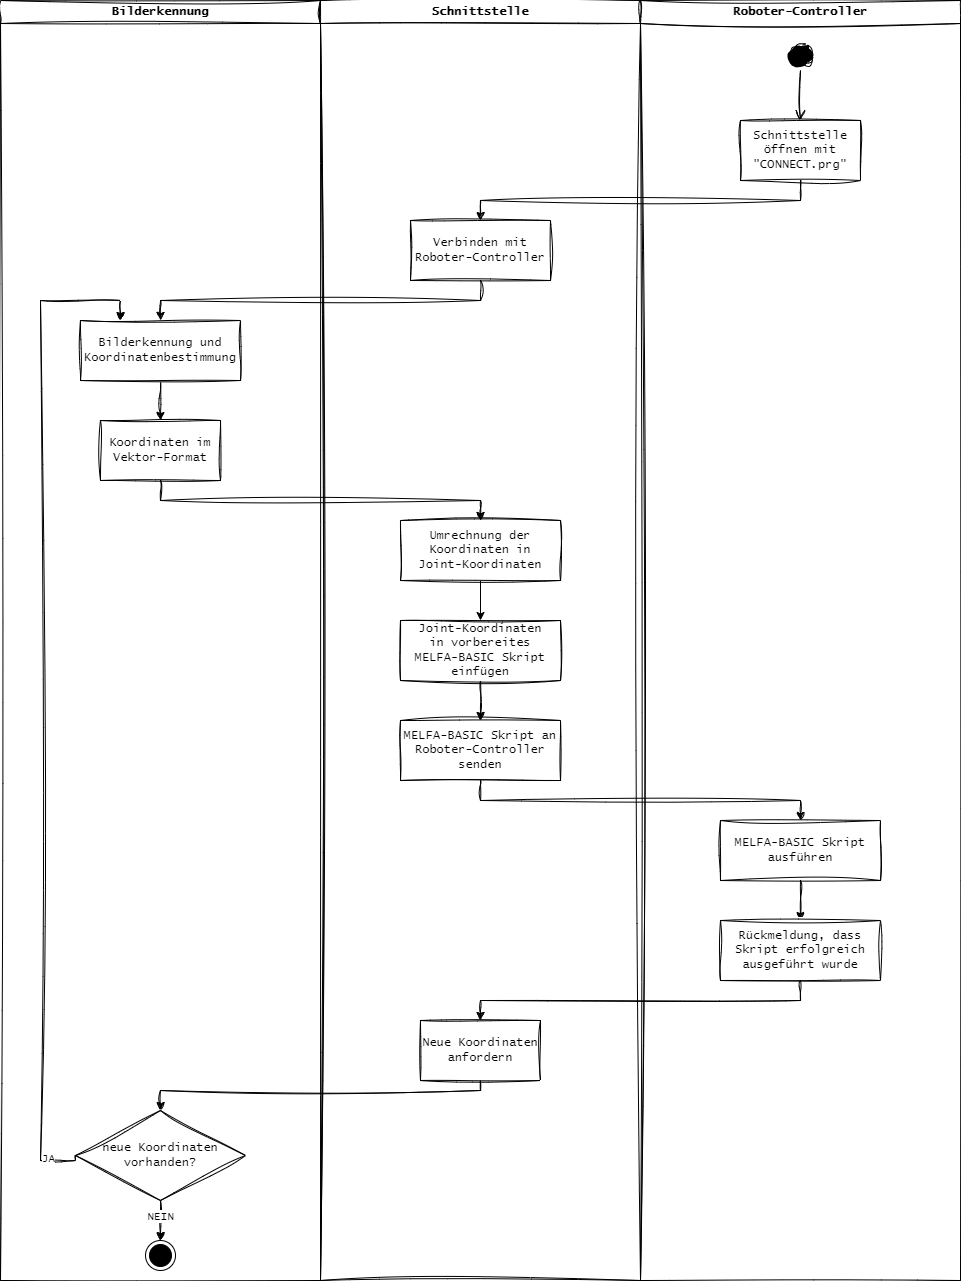 Bilderkennung
Schnittstelle
Roboter-Controller
Schnittstelle
öffnen mit
"CONNECT.prg"
Verbinden mit
Roboter-Controller
Bilderkennung und
Koordinatenbestimmung
Koordinaten im
Vektor-Format
Umrechnung der
Koordinaten in
Joint-Koordinaten
Joint-Koordinaten
in vorbereites
MELFA-BASIC Skript
einfügen
MELFA-BASIC Skript an
Roboter-Controller
senden
MELFA-BASIC Skript
ausführen
Rückmeldung, dass
Skript erfolgreich
ausgeführt wurde
Neue Koordinaten
anfordern
neue Koordinaten
vorhanden?
JA
NEIN